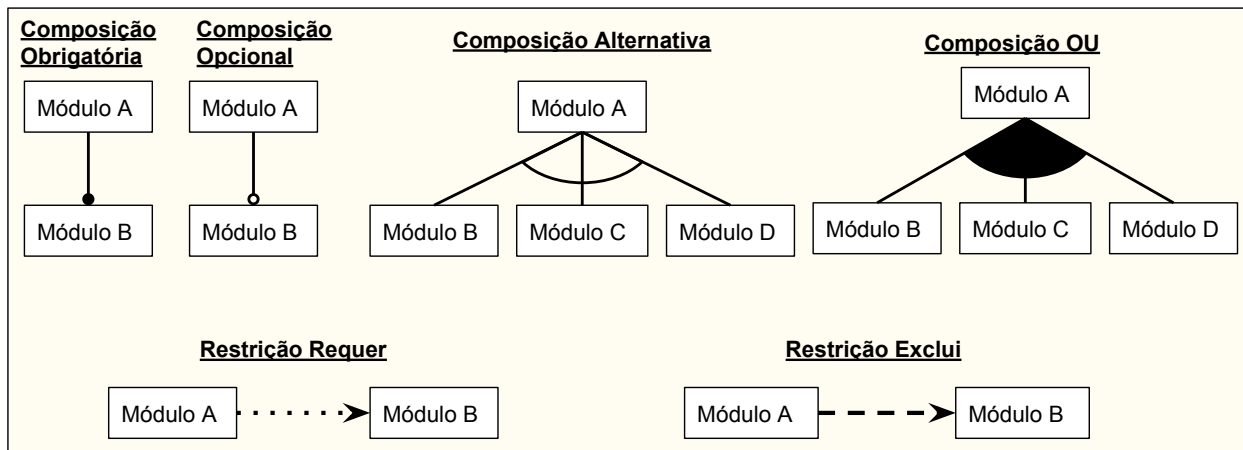 Composição
Obrigatória
Composição
Opcional
Composição Alternativa
Composição OU
Módulo A
Módulo A
Módulo A
Módulo A
Módulo B
Módulo B
Módulo B
Módulo C
Módulo D
Módulo B
Módulo C
Módulo D
Restrição Requer
Restrição Exclui
Módulo A
Módulo B
Módulo A
Módulo B